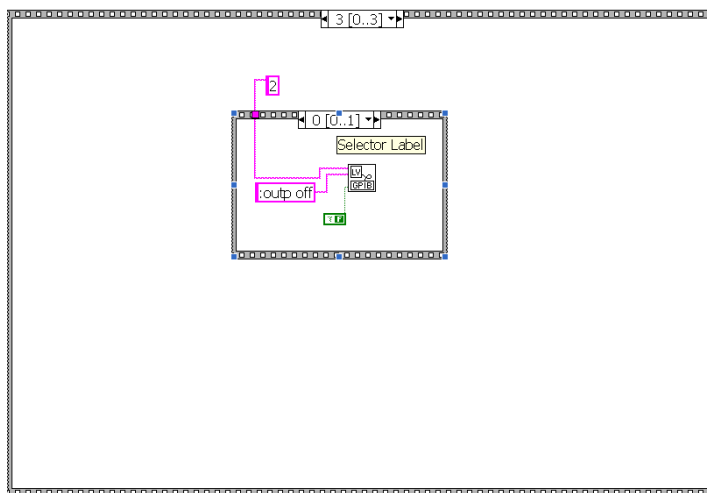 3 [0..3]
2
0 [0..1]
Selector Label
LV
:outp off
GPIB
? F